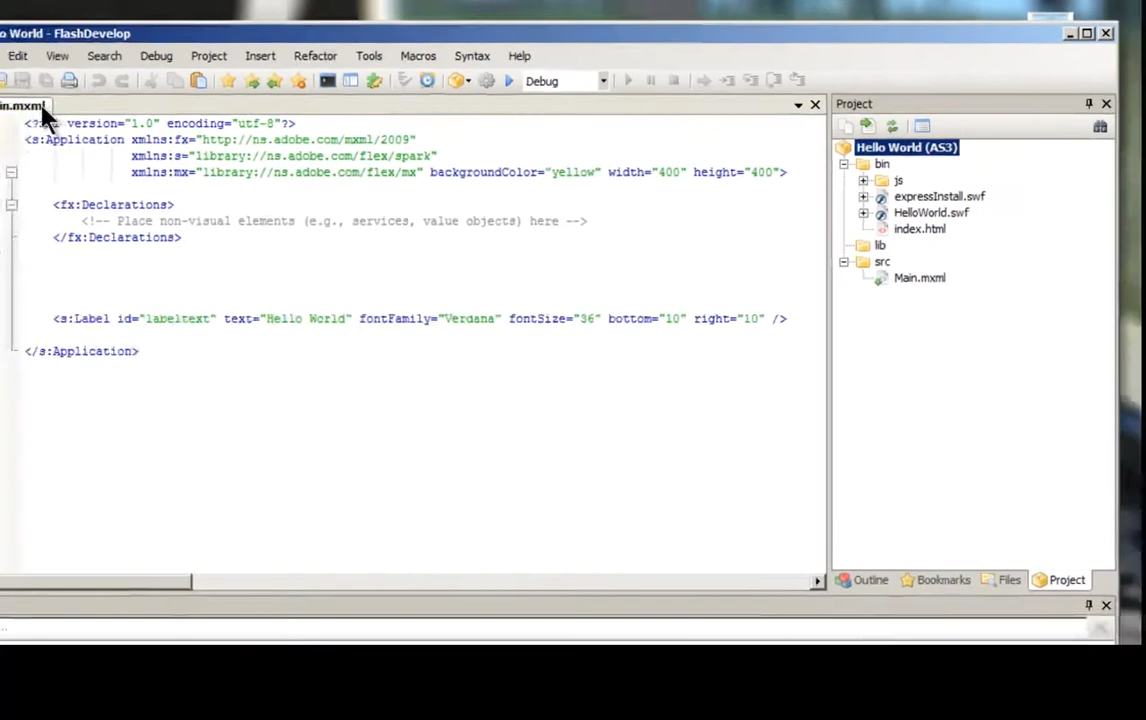 o World - FlashDevelop
Edit View Search Debug Project Insert Refactor Tools Macros Syntax Help
Debug
in.mxml
Project
<? version="1.0" encoding="utf-8"?>
<s:Application xmlns:fx="http://ns.adobe.com/mxml/2009"
xmlns:s="library://ns.adobe.com/flex/spark"
xmlns:mx="library://ns.adobe.com/flex/mx" backgroundColor="yellow" width="400" height="400">
<fx:Declarations>
<!-- Place non-visual elements (e.g., services, value objects) here -->
</fx:Declarations>
<s:Label id="labeltext" text="Hello World" fontFamily="Verdana" fontSize="36" bottom="10" right="10" />
</s:Application>
Hello World (AS3)
bin
js
expressInstall.swf
HelloWorld.swf
index.html
lib
src
Main.mxml
Outline Bookmarks Files Project